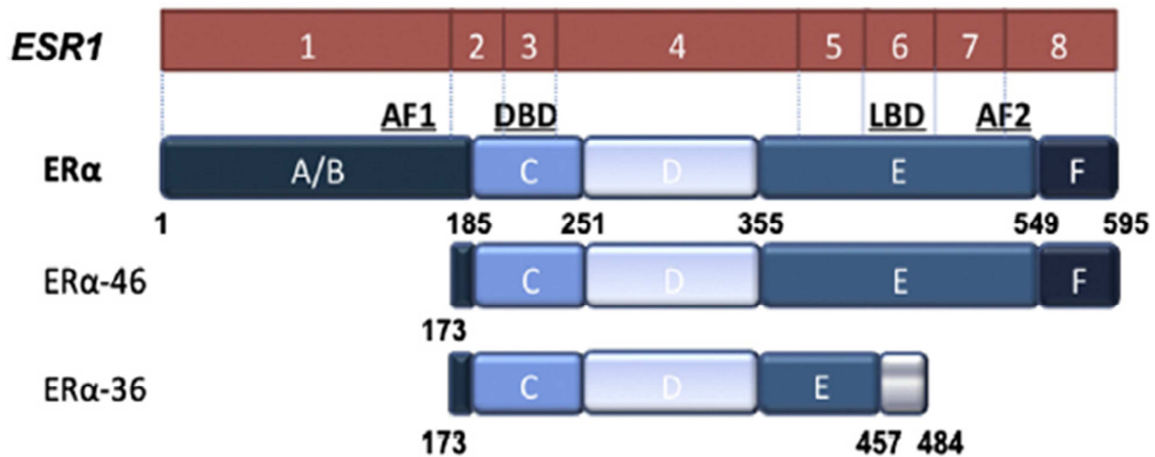 ESR1 1 2 3 4 5 6 7 8
AF1 DBD LBD AF2
ERα A/B C D E F
1 185 251 355 549 595
ERα-46 C D E F
173
ERα-36 C D E
173 457 484